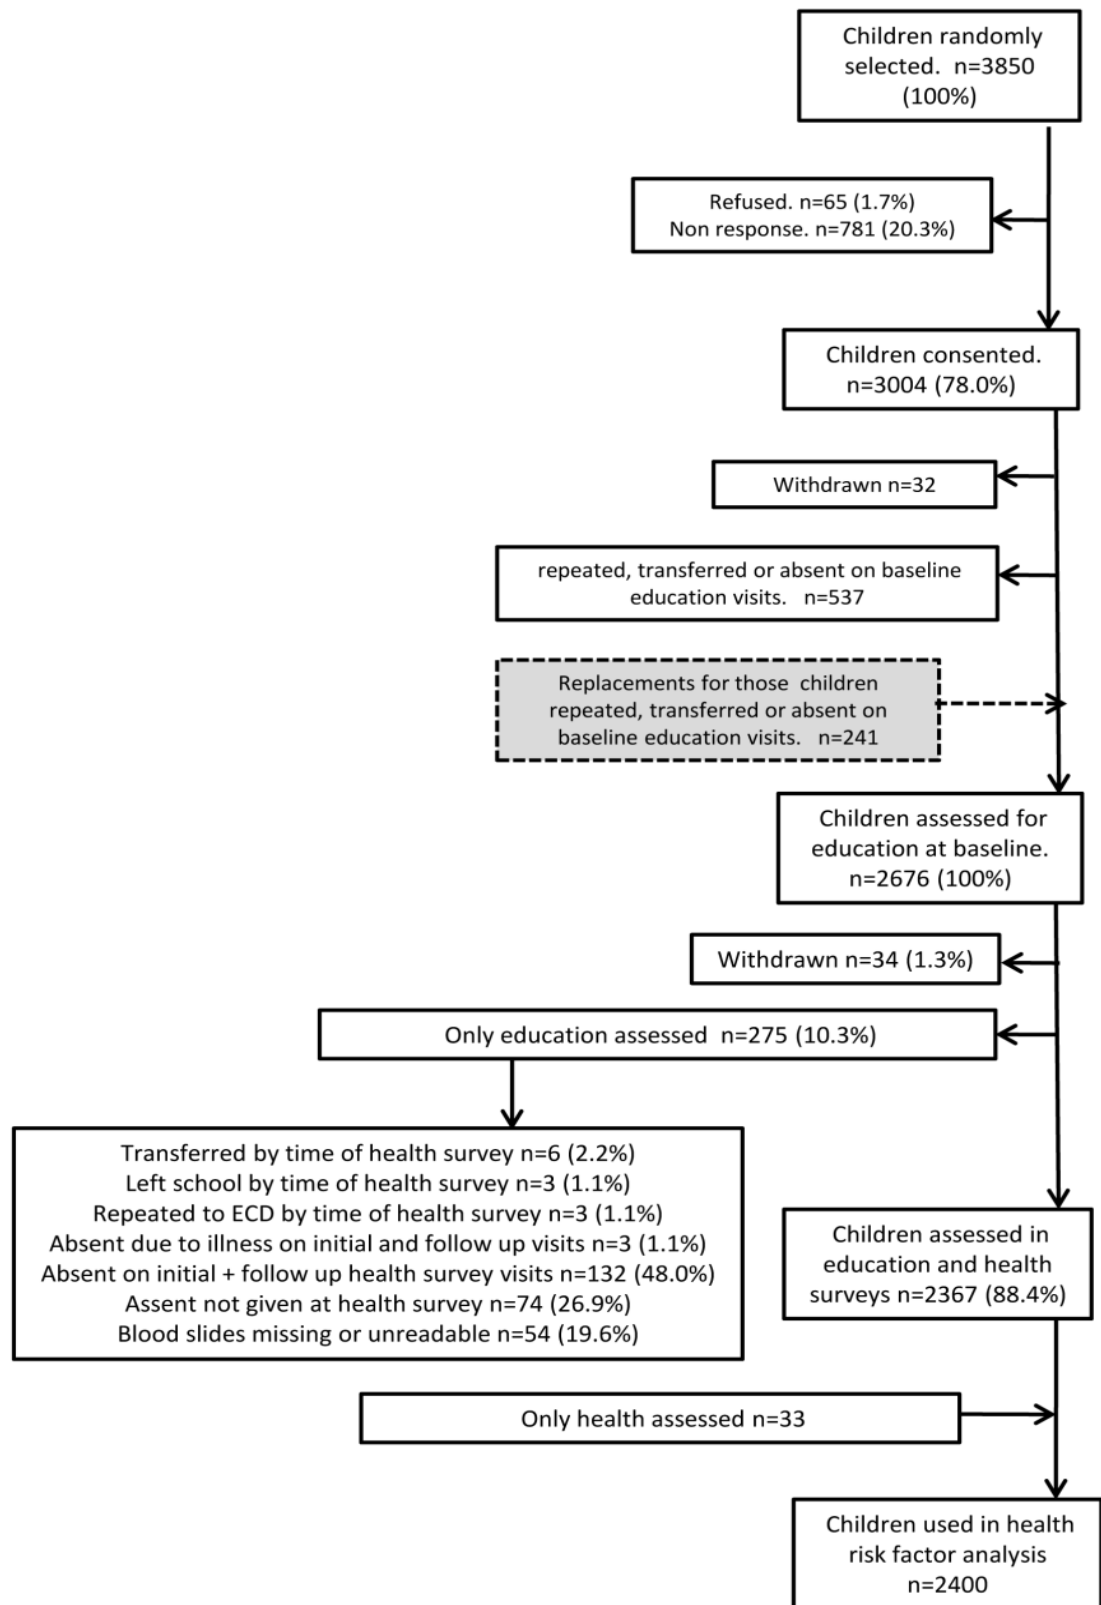 Children randomly
selected.  n=3850
(100%)
Refused. n=65 (1.7%)
Non response. n=781 (20.3%)
Children consented.
n=3004 (78.0%)
Withdrawn n=32
repeated, transferred or absent on baseline
education visits.   n=537
Replacements for those  children
repeated, transferred or absent on
baseline education visits.   n=241
Children assessed for
education at baseline.
n=2676 (100%)
Withdrawn n=34 (1.3%)
Only education assessed  n=275 (10.3%)
Transferred by time of health survey n=6 (2.2%)
Left school by time of health survey n=3 (1.1%)
Repeated to ECD by time of health survey n=3 (1.1%)
Absent due to illness on initial and follow up visits n=3 (1.1%)
Absent on initial + follow up health survey visits n=132 (48.0%)
Assent not given at health survey n=74 (26.9%)
Blood slides missing or unreadable n=54 (19.6%)
Children assessed in
education and health
surveys n=2367 (88.4%)
Only health assessed n=33
Children used in health
risk factor analysis
n=2400